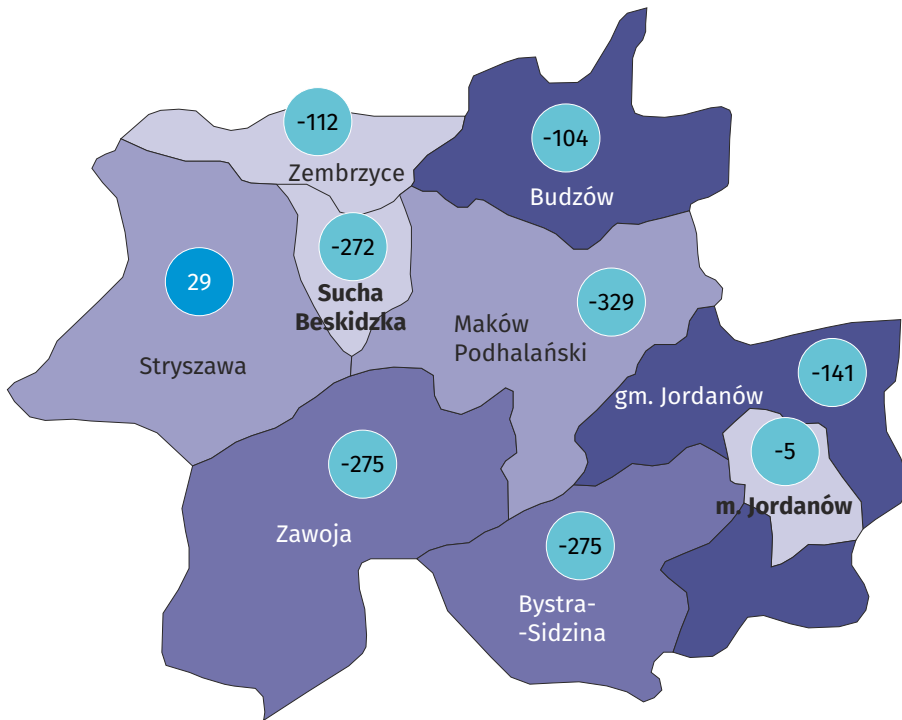 -112
Zembrzyce
-104
Budzów
-272
Sucha
Beskidzka
29
Stryszawa
-329
Maków
Podhalański
-141
gm. Jordanów
-5
m. Jordanów
-275
Zawoja
-275
Bystra-
-Sidzina